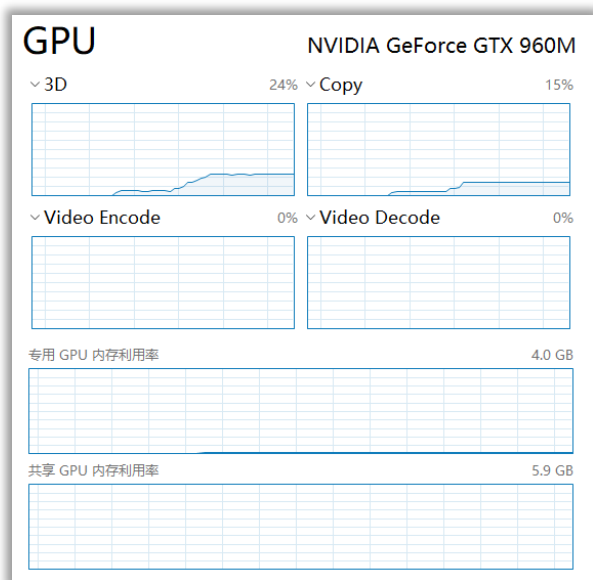 GPU NVIDIA GeForce GTX 960M
3D 24% Copy 15%
Video Encode 0% Video Decode 0%
专用 GPU 内存利用率 4.0 GB
共享 GPU 内存利用率 5.9 GB